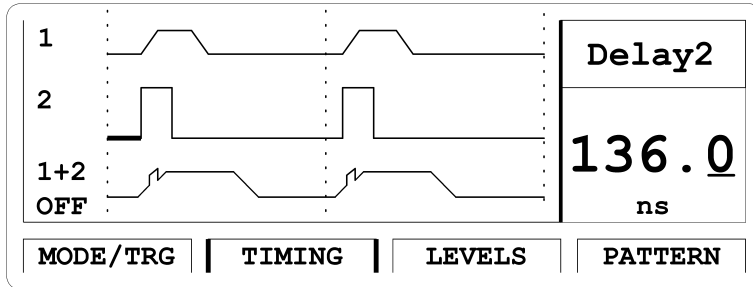 1
2
1+2
OFF
Delay2
136.0
ns
MODE/TRG TIMING LEVELS PATTERN